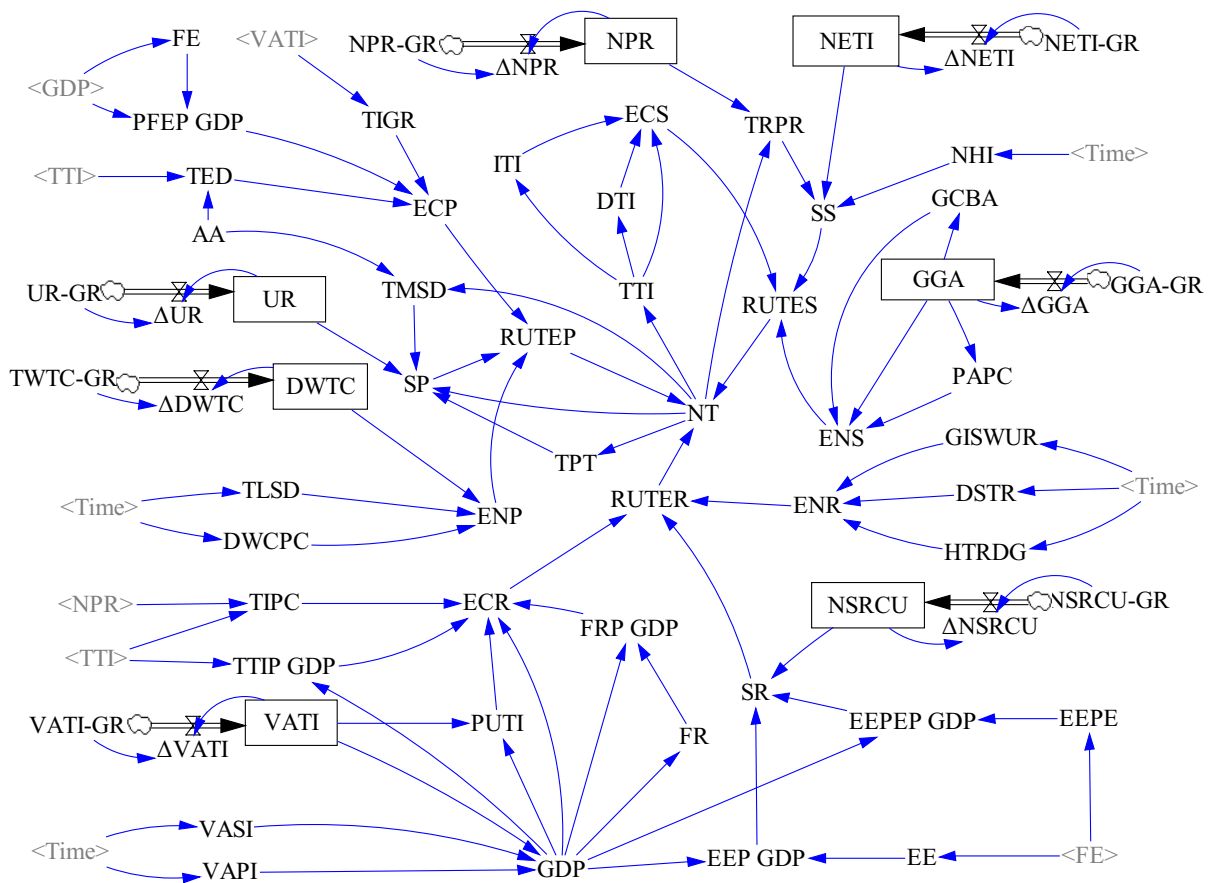 FE
<VATI>
NPR-GR
NPR
ΔNPR
NETI
NETI-GR
ΔNETI
<GDP>
PFEP GDP
TIGR
ECS
TRPR
ITI
NHI
<Time>
<TTI>
TED
ECP
DTI
SS
GCBA
AA
UR-GR
UR
ΔUR
TMSD
TTI
RUTES
GGA
GGA-GR
ΔGGA
RUTEP
TWTC-GR
DWTC
ΔDWTC
SP
PAPC
NT
ENS
GISWUR
TPT
<Time>
TLSD
DWCPC
ENP
RUTER
ENR
DSTR
<Time>
HTRDG
<NPR>
TIPC
ECR
FRP GDP
NSRCU
NSRCU-GR
ΔNSRCU
<TTI>
TTIP GDP
SR
VATI-GR
VATI
ΔVATI
PUTI
FR
EEPEP GDP
EEPE
<Time>
VASI
VAPI
GDP
EEP GDP
EE
<FE>